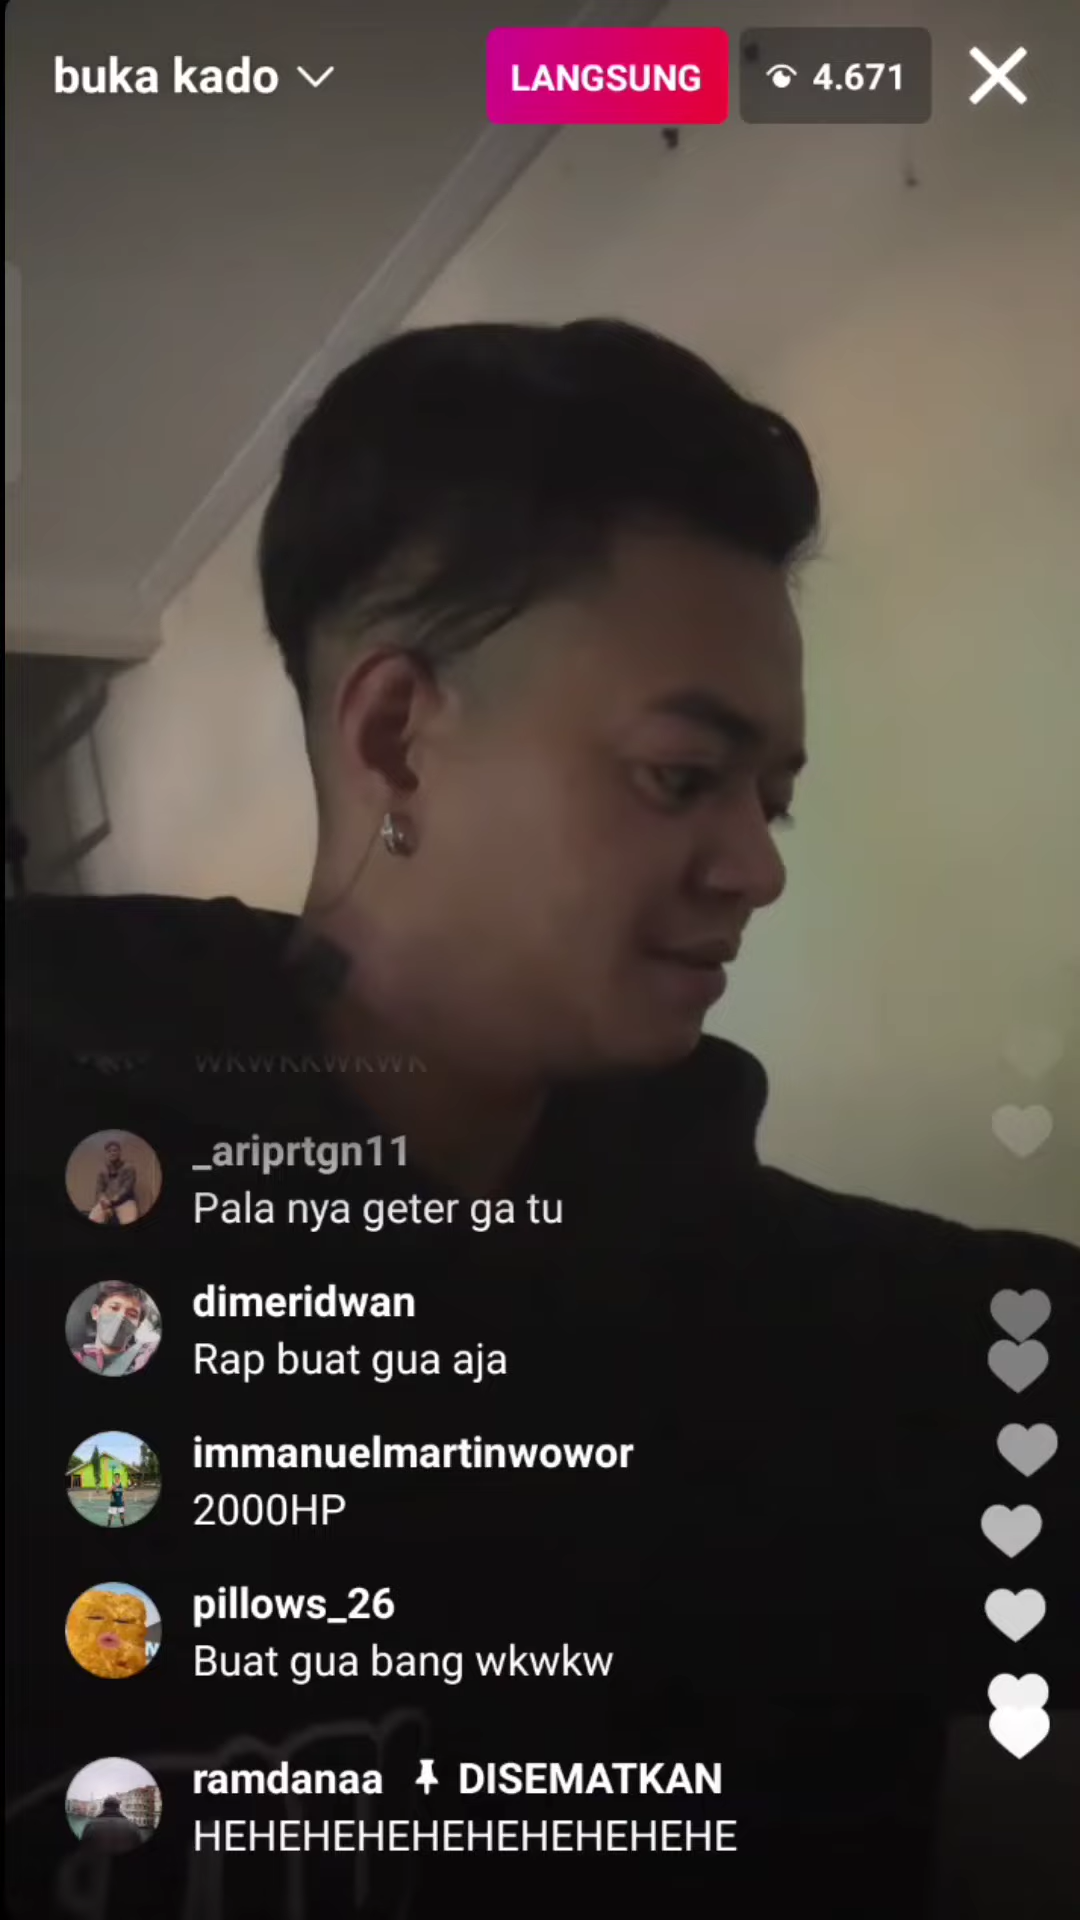 buka kado
LANGSUNG
4.671
WKWKKWKWK
_ariprtgn11
Pala nya geter ga tu
dimeridwan
Rap buat gua aja
immanuelmartinwowor
2000HP
pillows_26
Buat gua bang wkwkw
ramdanaa DISEMATKAN
HEHEHEHEHEHEHEHEHEHE